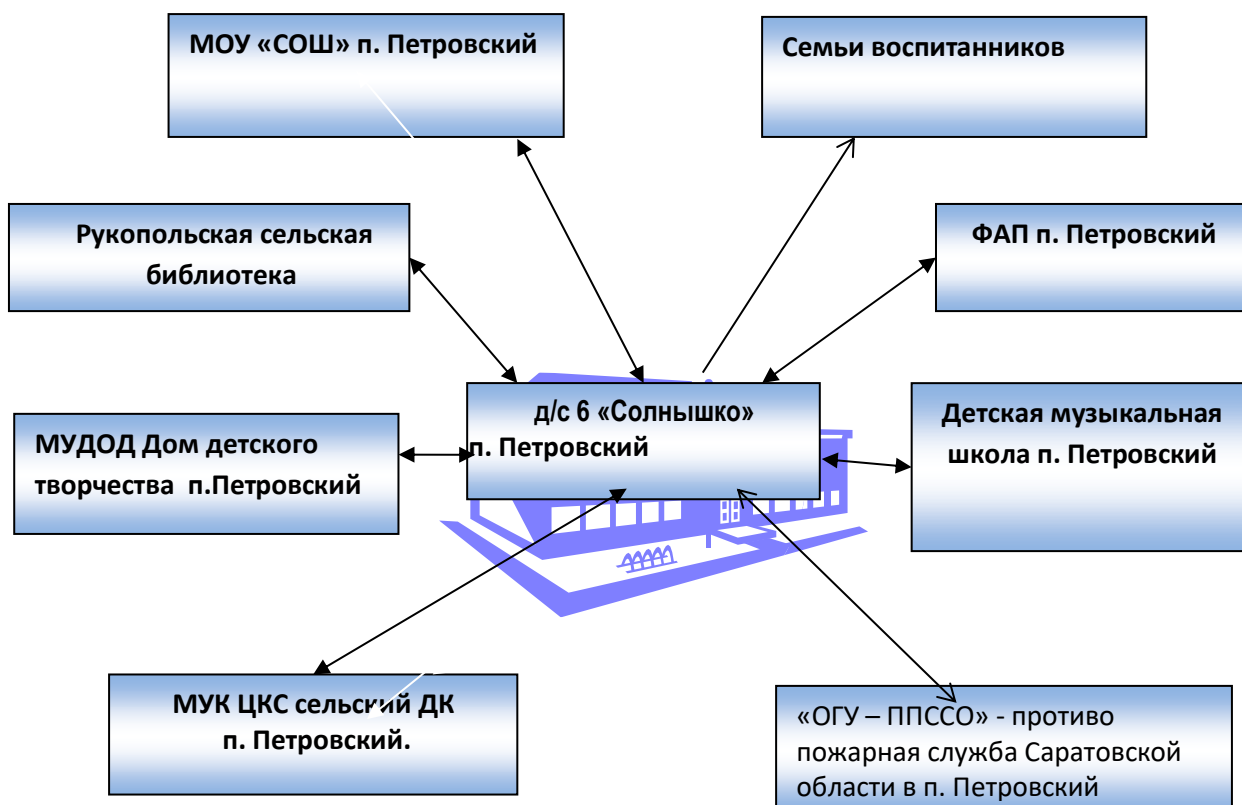 МОУ «СОШ» п. Петровский
Семьи воспитанников
Рукопольская сельская
библиотека
ФАП п. Петровский
д/с 6 «Солнышко»
п. Петровский
МУДОД Дом детского
творчества п.Петровский
Детская музыкальная
школа п. Петровский
МУК ЦКС сельский ДК
п. Петровский.
«ОГУ – ППССО» - противо
пожарная служба Саратовской
области в п. Петровский